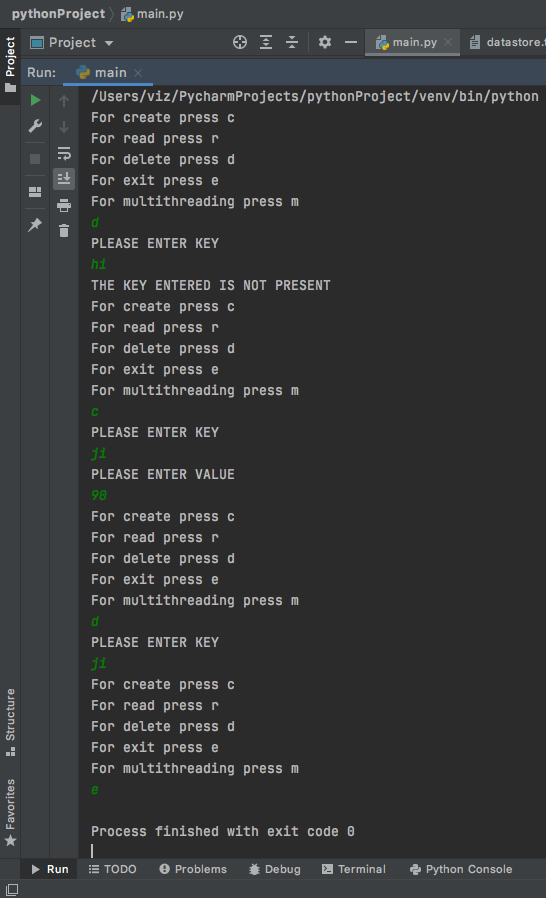 pythonProject main.py
Project main.py datastore.
Project
Run: main
/Users/viz/PycharmProjects/pythonProject/venv/bin/python
For create press c
For read press r
For delete press d
For exit press e
For multithreading press m
d
PLEASE ENTER KEY
hi
THE KEY ENTERED IS NOT PRESENT
For create press c
For read press r
For delete press d
For exit press e
For multithreading press m
c
PLEASE ENTER KEY
ji
PLEASE ENTER VALUE
90
For create press c
For read press r
For delete press d
For exit press e
For multithreading press m
d
PLEASE ENTER KEY
ji
For create press c
For read press r
For delete press d
For exit press e
For multithreading press m
e
Process finished with exit code 0
Structure
Favorites
Run TODO Problems Debug Terminal Python Console